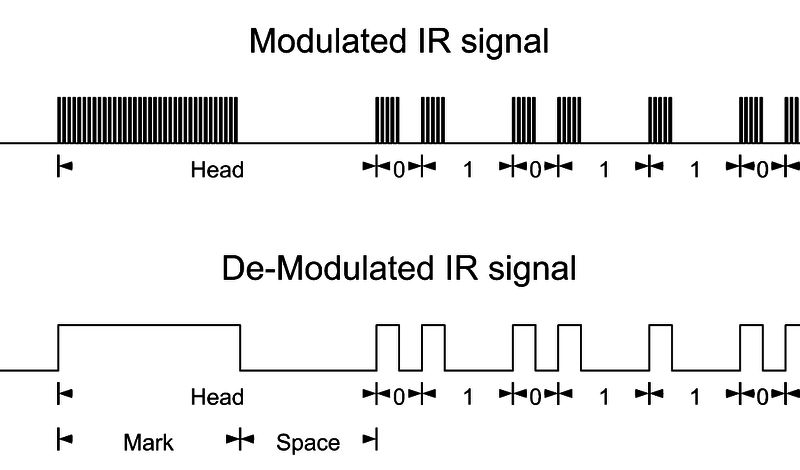 Modulated IR signal
Head 0 1 0 1 1 0
De-Modulated IR signal
Head 0 1 0 1 1 0
Mark Space